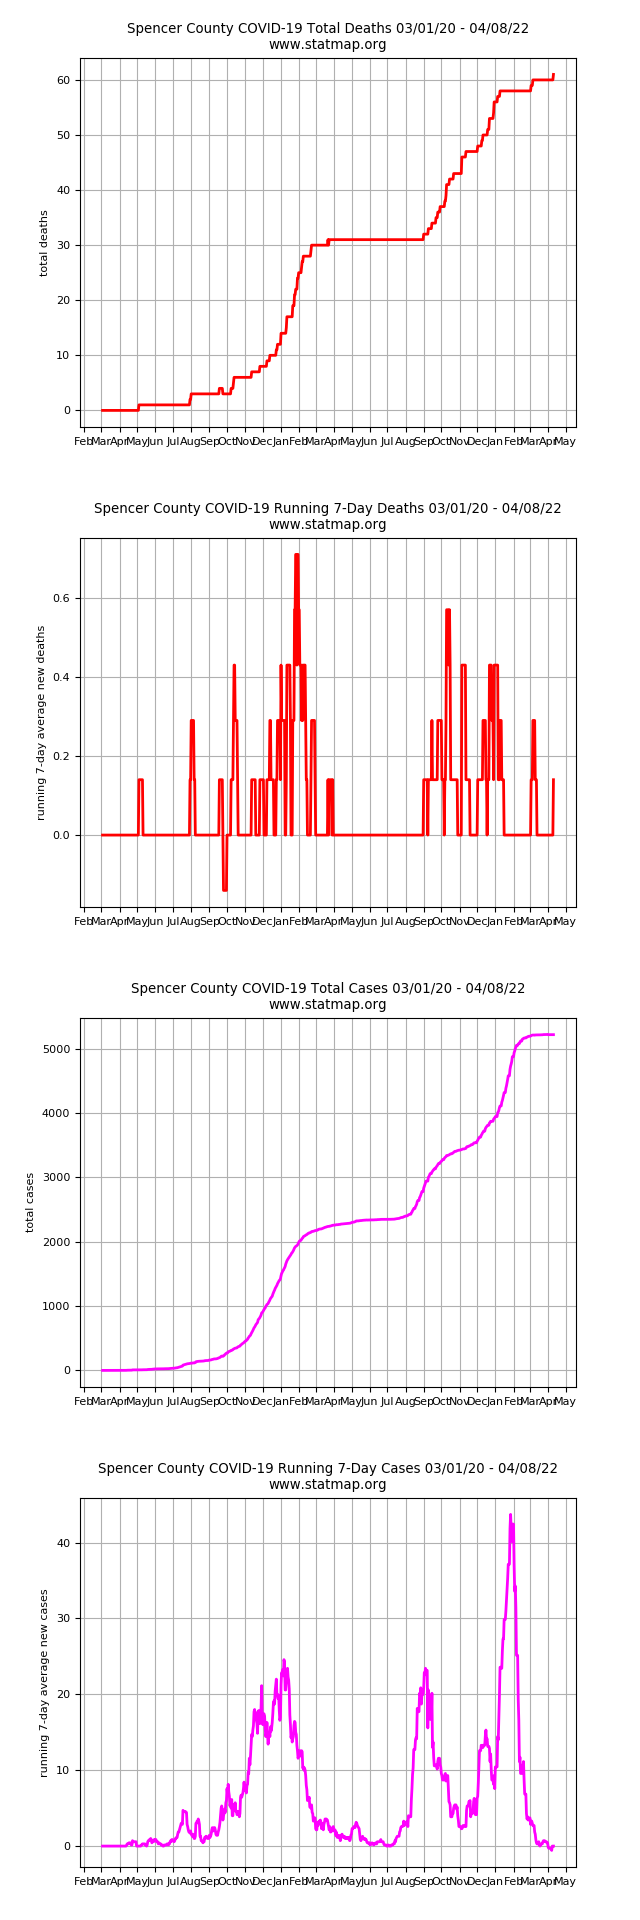 Spencer County COVID-19 Total Deaths 03/01/20 - 04/08/22
www.statmap.org
60
50
40
30
20
10
0
total deaths
Feb Mar Apr May Jun Jul Aug Sep Oct Nov Dec Jan Feb Mar Apr May Jun Jul Aug Sep Oct Nov Dec Jan Feb Mar Apr May
Spencer County COVID-19 Running 7-Day Deaths 03/01/20 - 04/08/22
www.statmap.org
0.6
0.4
0.2
0.0
running 7-day average new deaths
Feb Mar Apr May Jun Jul Aug Sep Oct Nov Dec Jan Feb Mar Apr May Jun Jul Aug Sep Oct Nov Dec Jan Feb Mar Apr May
Spencer County COVID-19 Total Cases 03/01/20 - 04/08/22
www.statmap.org
5000
4000
3000
2000
1000
0
total cases
Feb Mar Apr May Jun Jul Aug Sep Oct Nov Dec Jan Feb Mar Apr May Jun Jul Aug Sep Oct Nov Dec Jan Feb Mar Apr May
Spencer County COVID-19 Running 7-Day Cases 03/01/20 - 04/08/22
www.statmap.org
40
30
20
10
0
running 7-day average new cases
Feb Mar Apr May Jun Jul Aug Sep Oct Nov Dec Jan Feb Mar Apr May Jun Jul Aug Sep Oct Nov Dec Jan Feb Mar Apr May